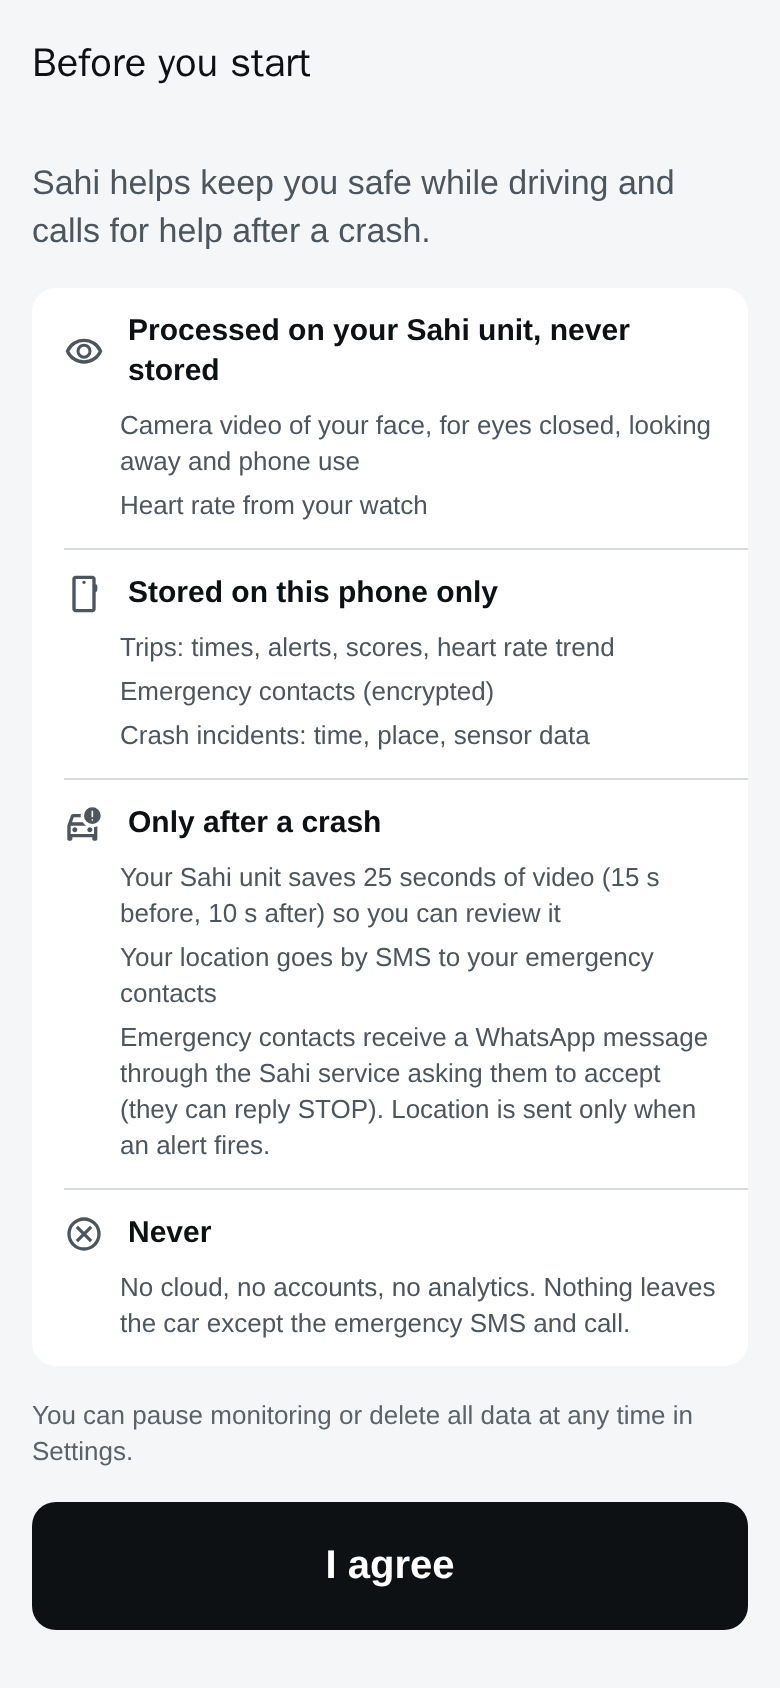 Before you start
Sahi helps keep you safe while driving and
calls for help after a crash.
Processed on your Sahi unit, never
stored
Camera video of your face, for eyes closed, looking
away and phone use
Heart rate from your watch
Stored on this phone only
Trips: times, alerts, scores, heart rate trend
Emergency contacts (encrypted)
Crash incidents: time, place, sensor data
Only after a crash
Your Sahi unit saves 25 seconds of video (15 s
before, 10 s after) so you can review it
Your location goes by SMS to your emergency
contacts
Emergency contacts receive a WhatsApp message
through the Sahi service asking them to accept
(they can reply STOP). Location is sent only when
an alert fires.
Never
No cloud, no accounts, no analytics. Nothing leaves
the car except the emergency SMS and call.
You can pause monitoring or delete all data at any time in
Settings.
I agree